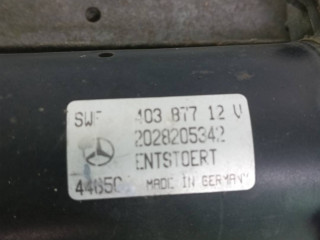 SWF 403 877 12 V
2028205342
ENTSTOERT
MADE IN GERMANY